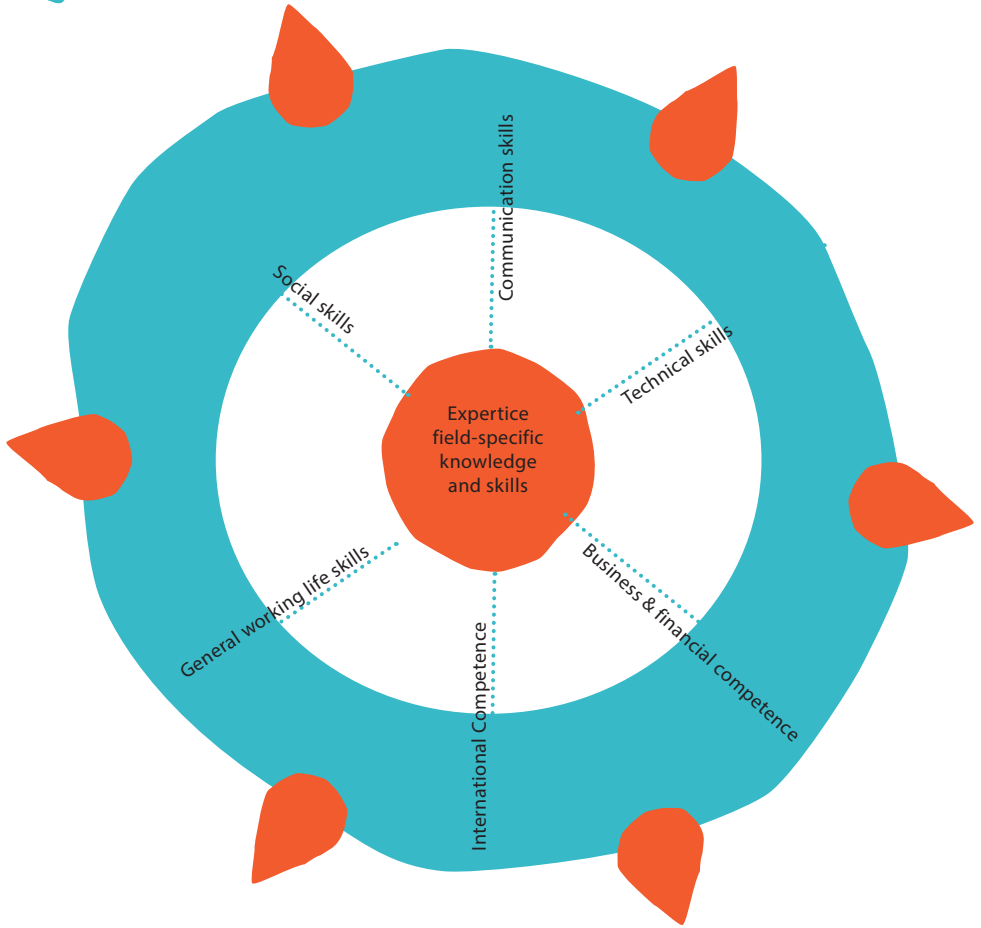 Communication skills
Social skills
Technical skills
Expertice
field-specific
knowledge
and skills
General working life skills
Business & financial competence
International Competence